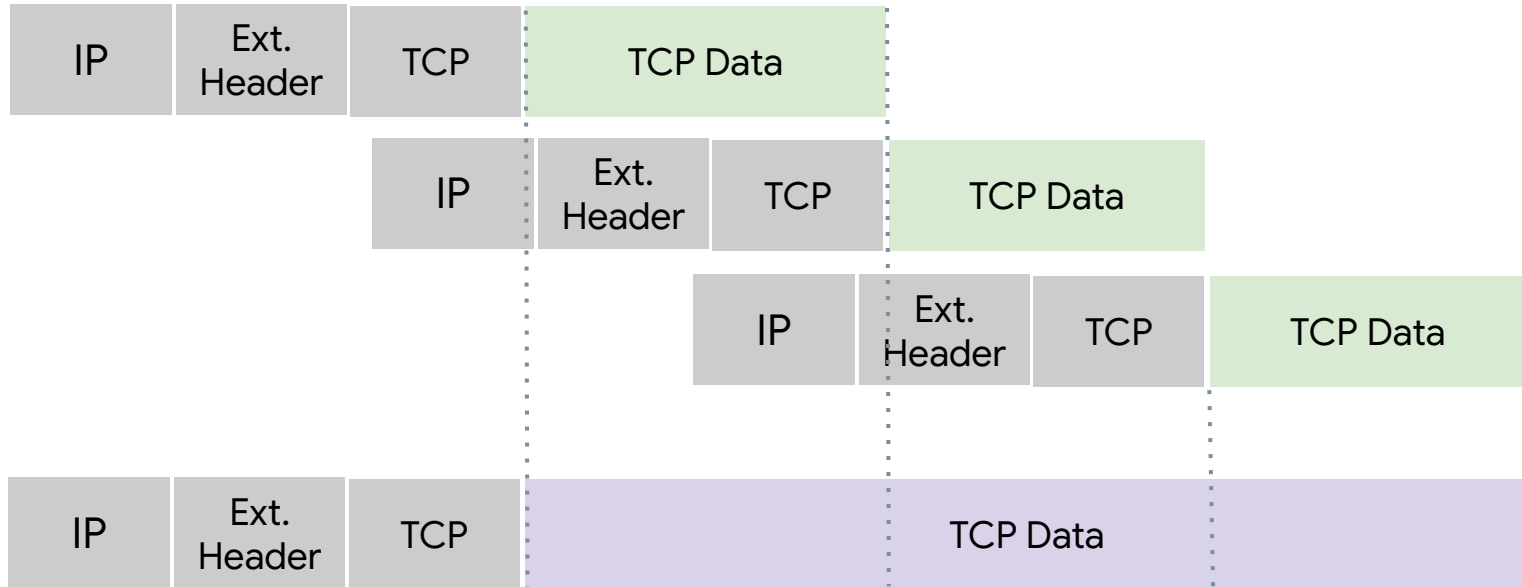 IP
Ext.
Header
TCP
TCP Data
IP
Ext.
Header
TCP
TCP Data
IP
Ext.
Header
TCP
TCP Data
IP
Ext.
Header
TCP
TCP Data